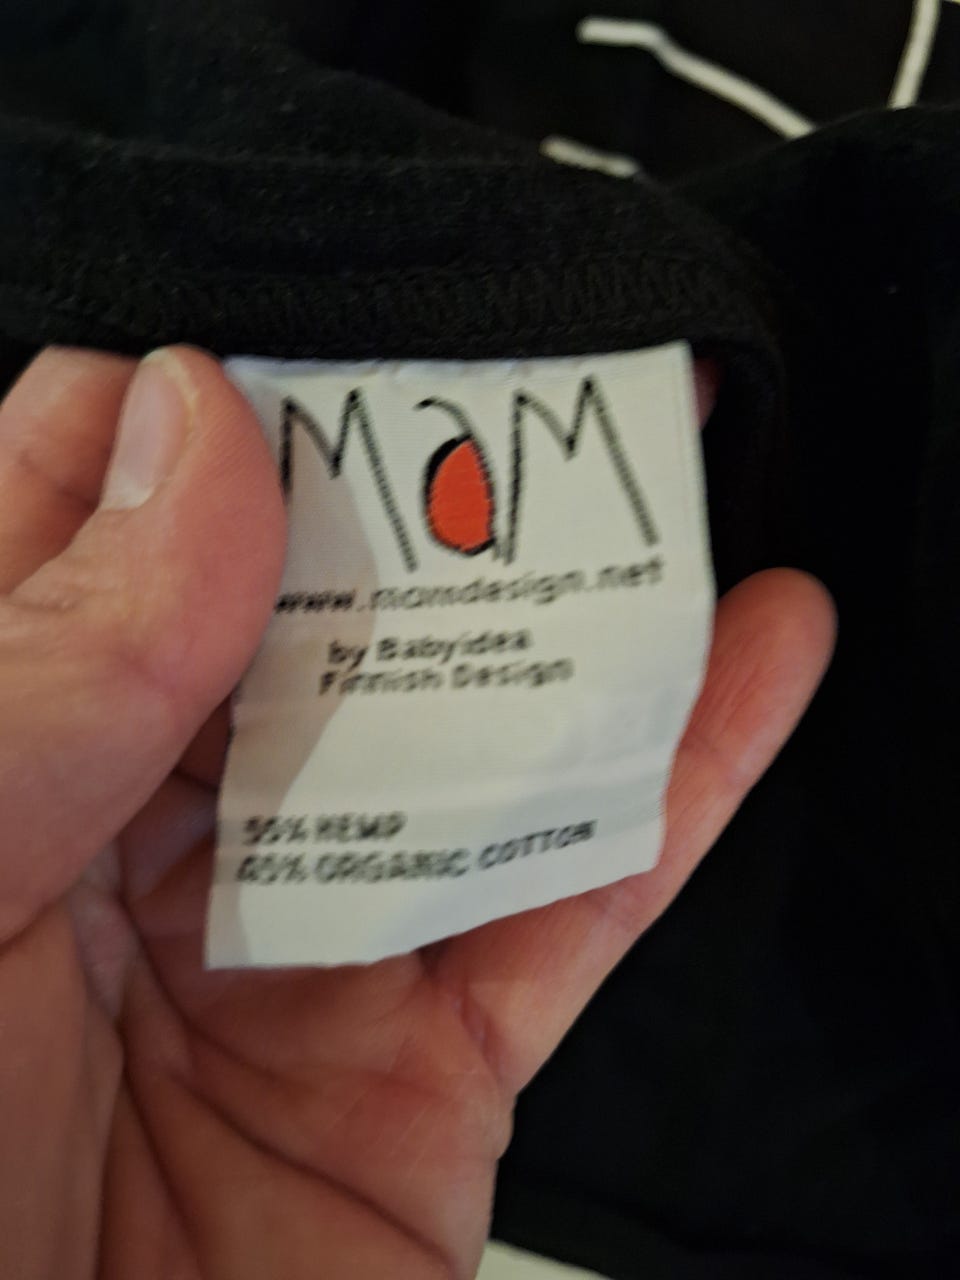 MaM
www.mamdesign.net
by Babyidea
Finnish Design
55% HEMP
45% ORGANIC COTTON